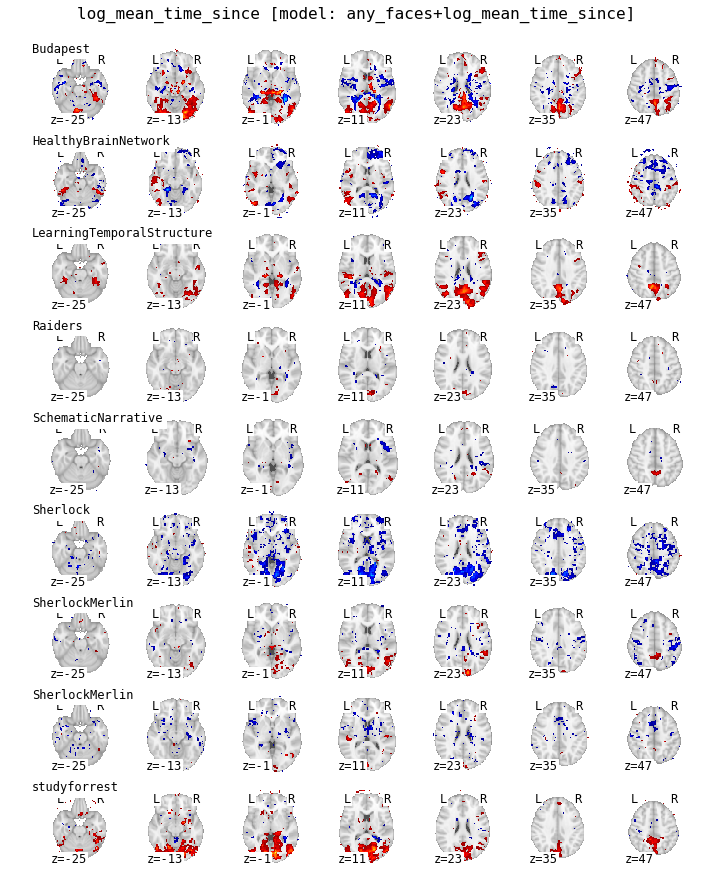 log_mean_time_since [model: any_faces+log_mean_time_since]
Budapest
L R L R L R L R L R L R L R
z=-25 z=-13 z=-1 z=11 z=23 z=35 z=47
HealthyBrainNetwork
L R L R L R L R L R L R L R
z=-25 z=-13 z=-1 z=11 z=23 z=35 z=47
LearningTemporalStructure
L R L R L R L R L R L R L R
z=-25 z=-13 z=-1 z=11 z=23 z=35 z=47
Raiders
L R L R L R L R L R L R L R
z=-25 z=-13 z=-1 z=11 z=23 z=35 z=47
SchematicNarrative
L R L R L R L R L R L R L R
z=-25 z=-13 z=-1 z=11 z=23 z=35 z=47
Sherlock
L R L R L R L R L R L R L R
z=-25 z=-13 z=-1 z=11 z=23 z=35 z=47
SherlockMerlin
L R L R L R L R L R L R L R
z=-25 z=-13 z=-1 z=11 z=23 z=35 z=47
SherlockMerlin
L R L R L R L R L R L R L R
z=-25 z=-13 z=-1 z=11 z=23 z=35 z=47
studyforrest
L R L R L R L R L R L R L R
z=-25 z=-13 z=-1 z=11 z=23 z=35 z=47